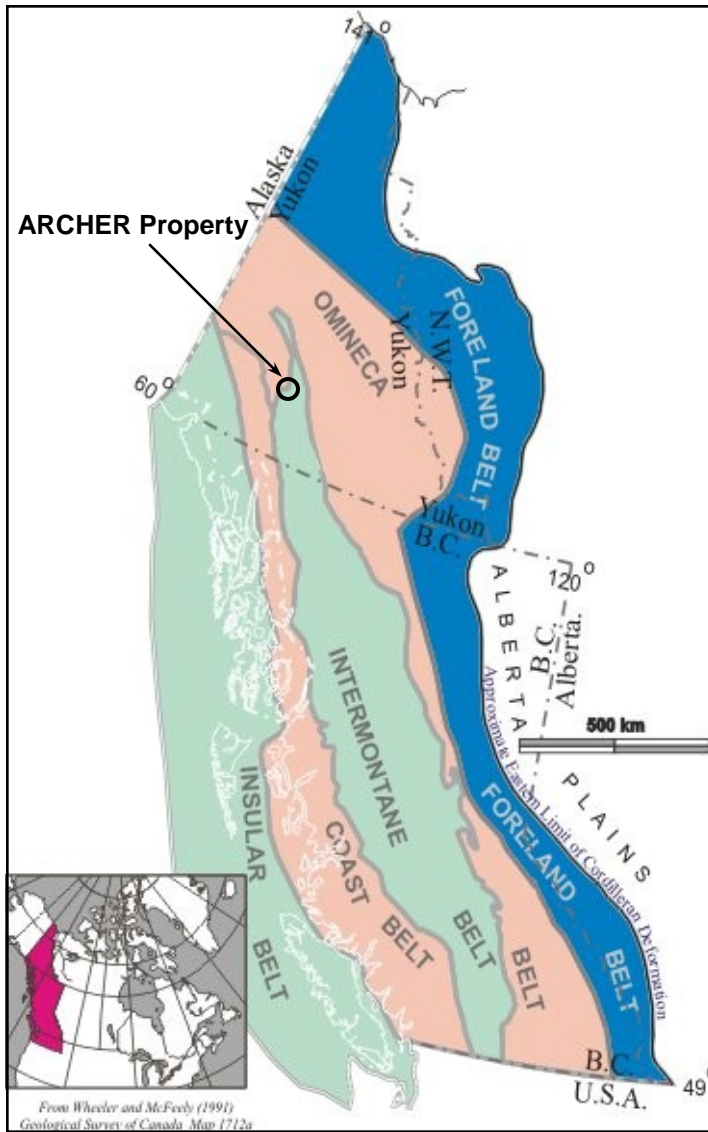 141°
Alaska
Yukon
ARCHER Property
OMINECA
N.W.T.
Yukon
FORELAND BELT
60°
Yukon
B.C.
120°
ALBERTA PLAINS
B.C.
Alberta.
Approximate Eastern Limit of Cordilleran Deformation
500 km
INTERMONTANE
BELT
INSULAR
BELT
COAST
BELT
BELT
FORELAND
BELT
B.C.
U.S.A.
49°
From Wheeler and McFeely (1991)
Geological Survey of Canada Map 1712a